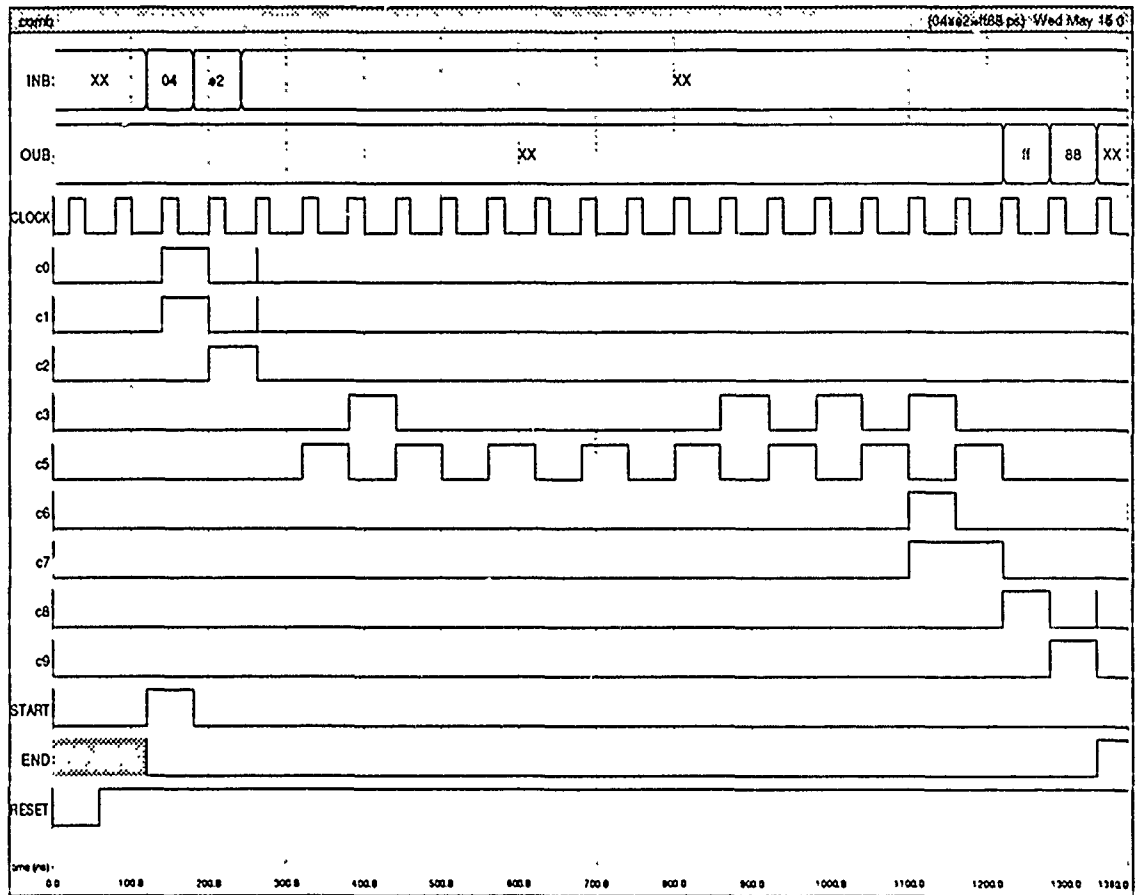 comb
(04xe2=ff88.ps) Wed May 15 0
INB: XX 04 e2 XX
OUB: XX ff 88 XX
CLOCK
c0
c1
c2
c3
c5
c6
c7
c8
c9
START
END:
RESET
0.0 100.0 200.0 300.0 400.0 500.0 600.0 700.0 800.0 900.0 1000.0 1100.0 1200.0 1300.0